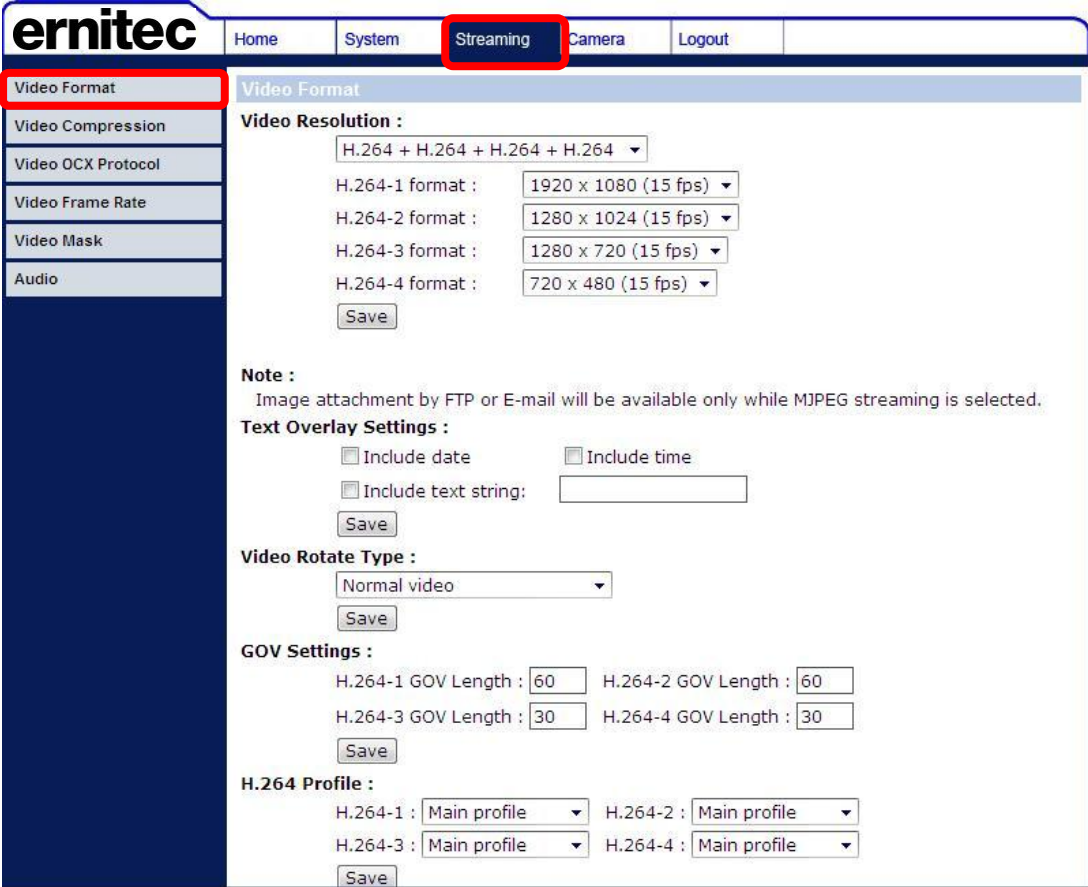 ernitec
Home System Streaming Camera Logout
Video Format
Video Compression
Video OCX Protocol
Video Frame Rate
Video Mask
Audio
Video Format
Video Resolution :
H.264 + H.264 + H.264 + H.264
H.264-1 format : 1920 x 1080 (15 fps)
H.264-2 format : 1280 x 1024 (15 fps)
H.264-3 format : 1280 x 720 (15 fps)
H.264-4 format : 720 x 480 (15 fps)
Save
Note :
Image attachment by FTP or E-mail will be available only while MJPEG streaming is selected.
Text Overlay Settings :
Include date Include time
Include text string:
Save
Video Rotate Type :
Normal video
Save
GOV Settings :
H.264-1 GOV Length : 60 H.264-2 GOV Length : 60
H.264-3 GOV Length : 30 H.264-4 GOV Length : 30
Save
H.264 Profile :
H.264-1 : Main profile H.264-2 : Main profile
H.264-3 : Main profile H.264-4 : Main profile
Save